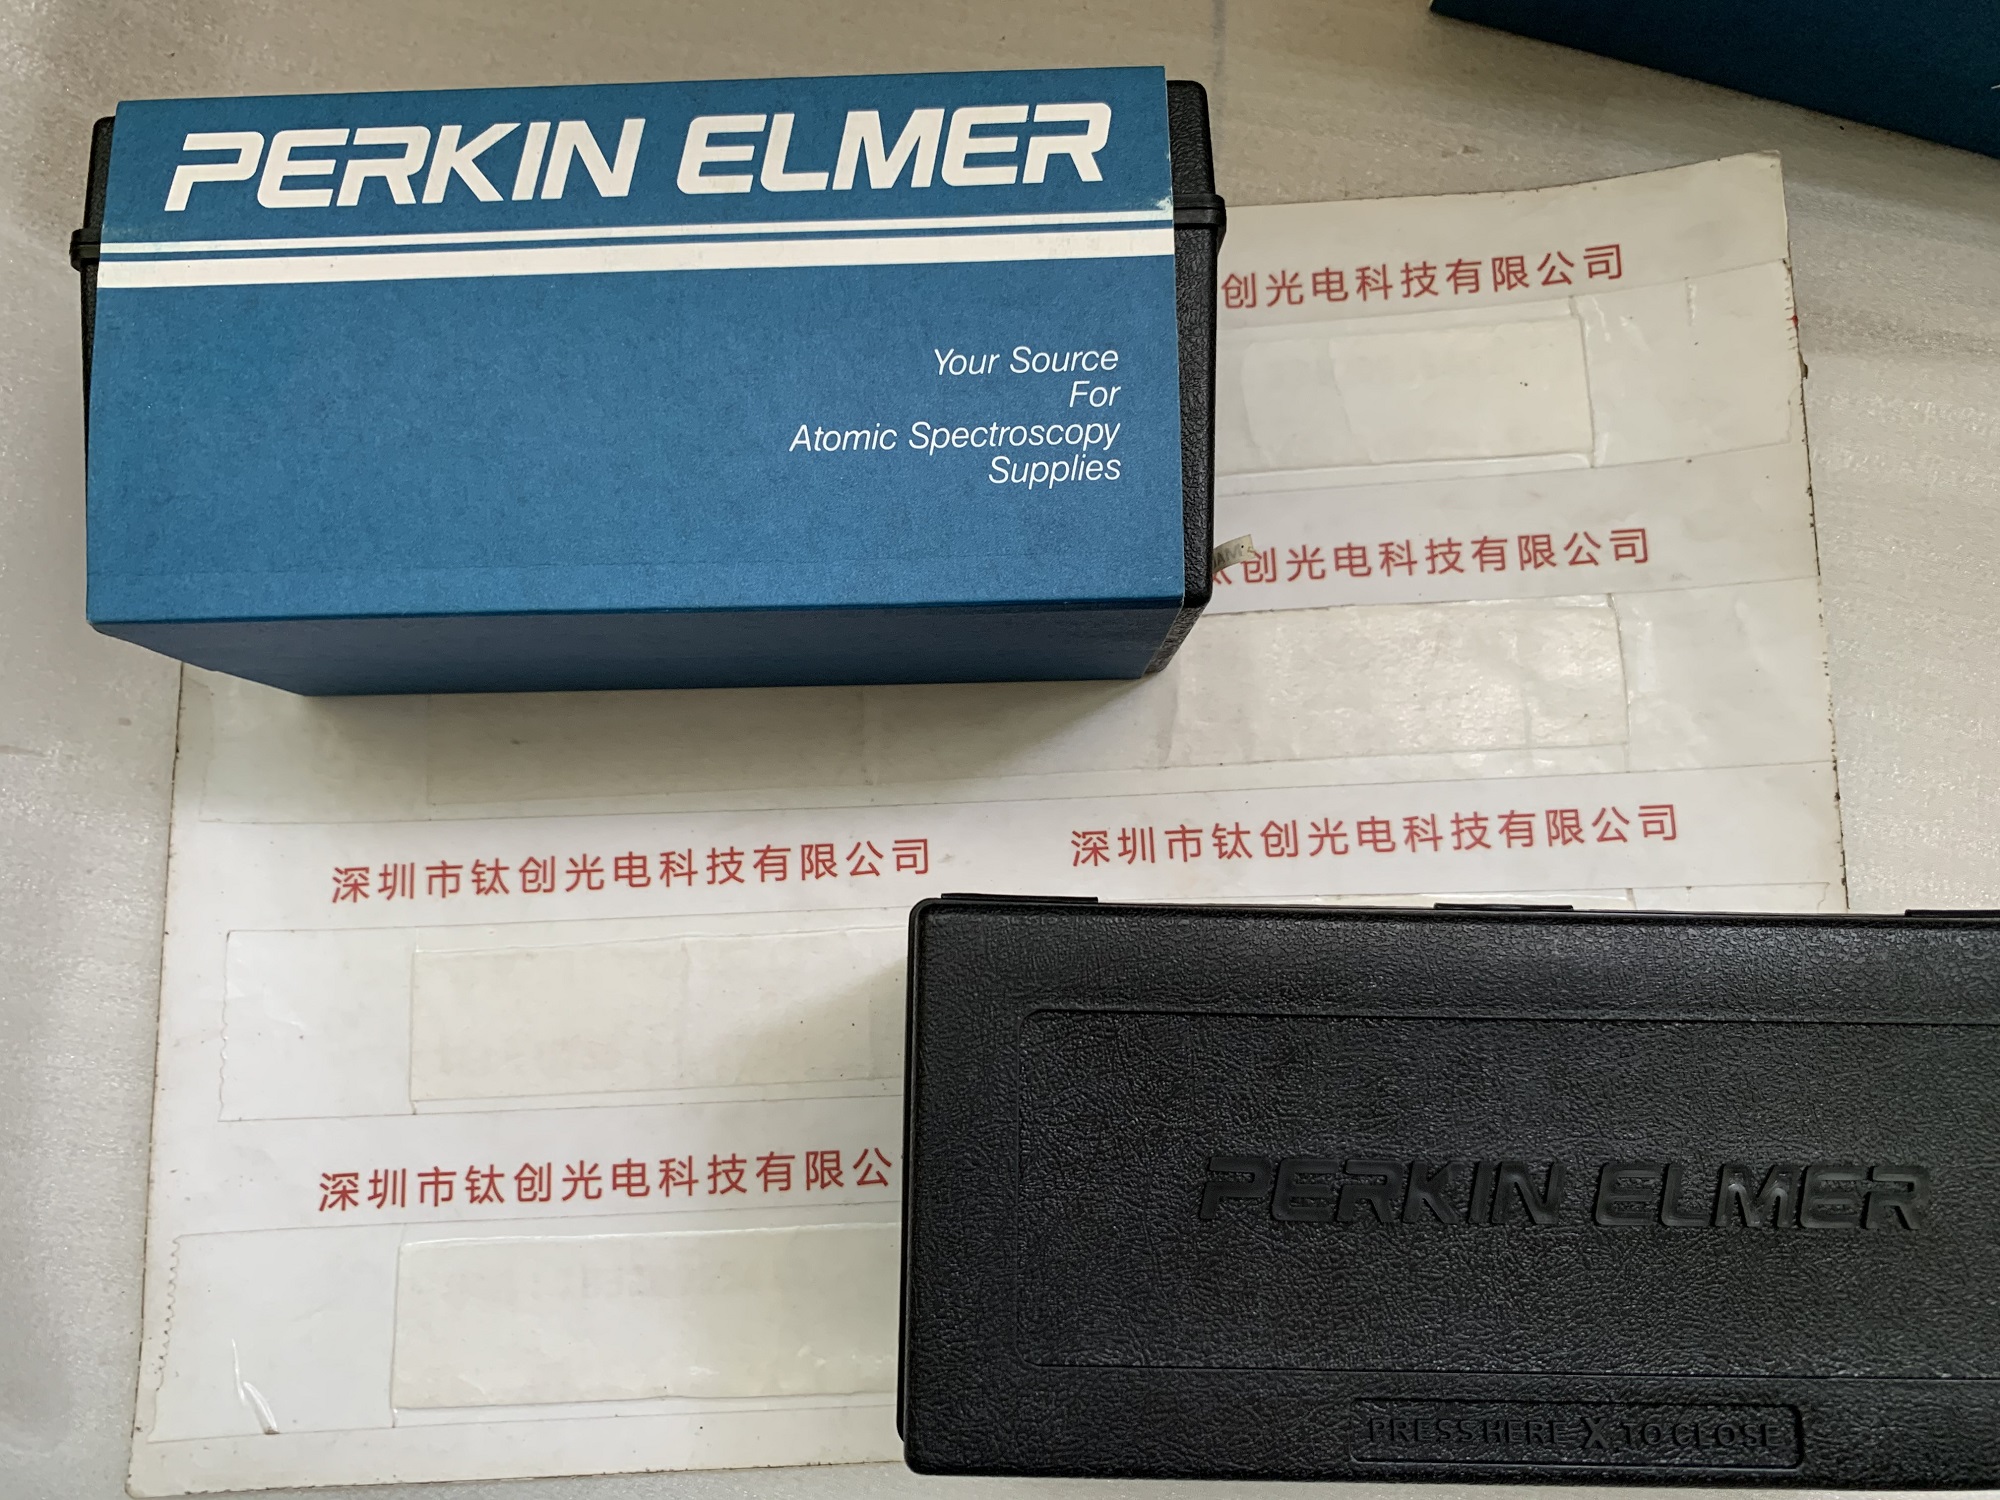 PERKIN ELMER
Your Source
For
Atomic Spectroscopy
Supplies
创光电科技有限公司
钛创光电科技有限公司
深圳市钛创光电科技有限公司
深圳市钛创光电科技有限公司
深圳市钛创光电科技有限公
PERKIN ELMER
PRESS HERE X TO CLOSE